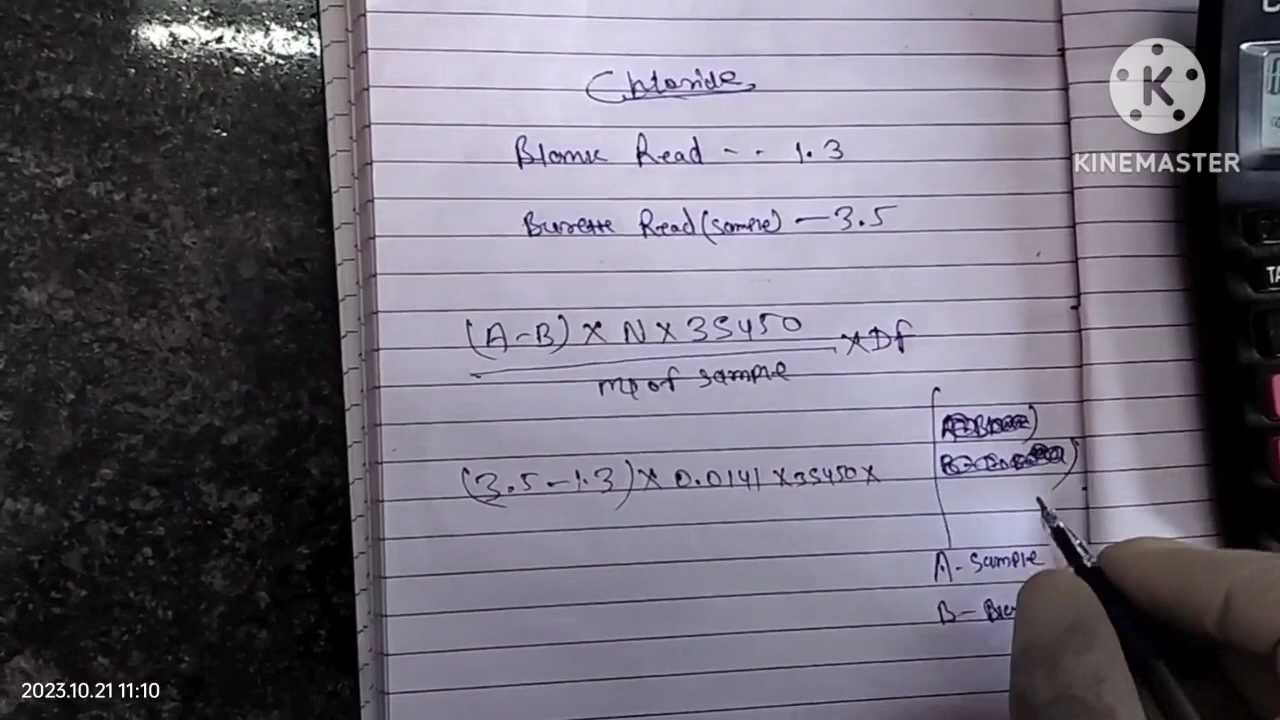 Chloride
Blank Read - - 1.3
Burette Read (sample) - 3.5
(A-B) x N x 35450 x Df
ml of sample
(3.5-1.3) x 0.0141 x 35450 x
A - Sample
B -
K
KINEMASTER
TA
2023.10.21 11:10